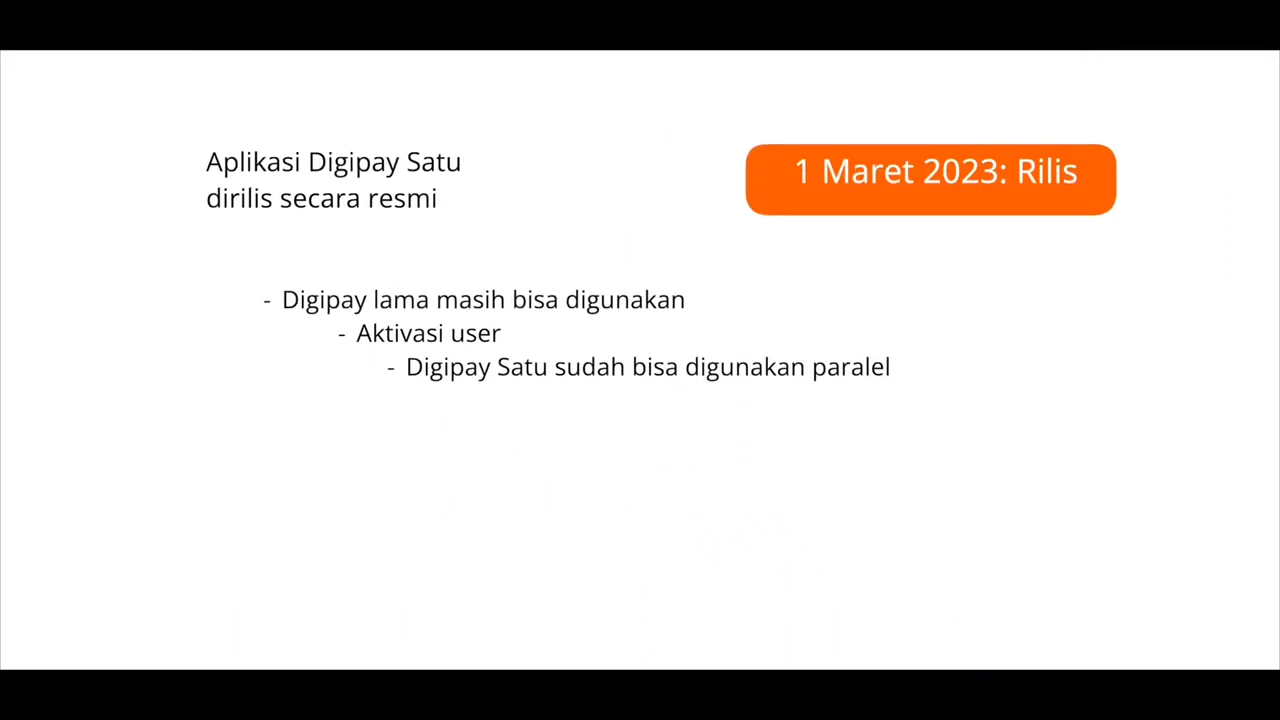 Aplikasi Digipay Satu
dirilis secara resmi
1 Maret 2023: Rilis
- Digipay lama masih bisa digunakan
- Aktivasi user
- Digipay Satu sudah bisa digunakan paralel